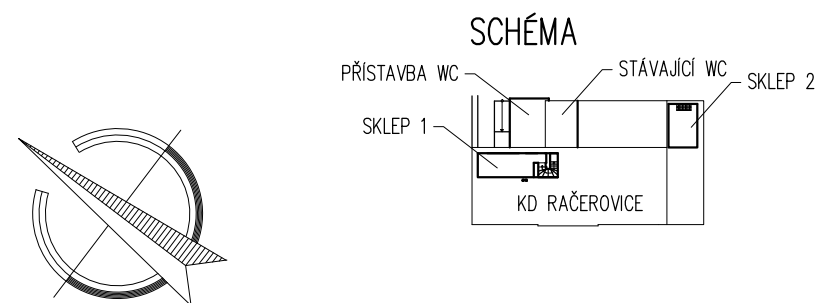 SCHÉMA
PŘÍSTAVBA WC
STÁVAJÍCÍ WC
SKLEP 2
SKLEP 1
KD RAČEROVICE